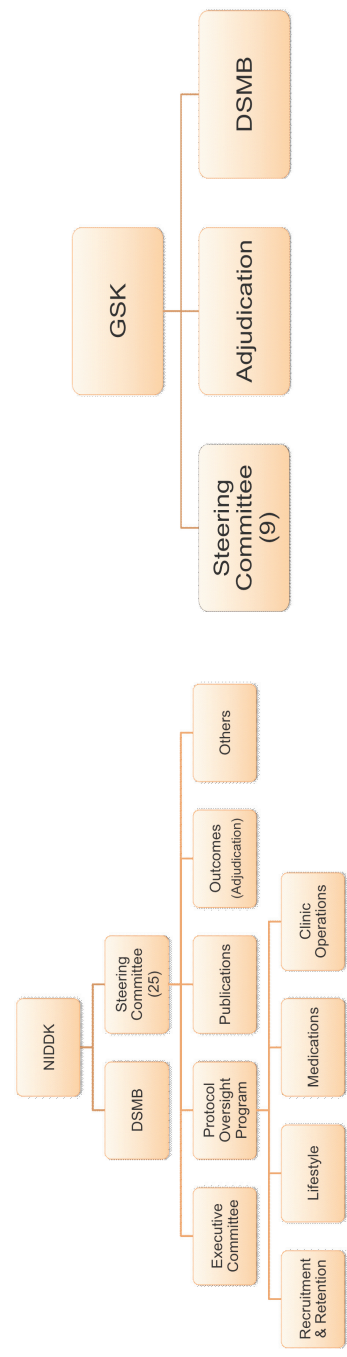 NIDDK
DSMB
Steering
Committee
(25)
Executive
Committee
Protocol
Oversight
Program
Publications
Outcomes
(Adjudication)
Others
Recruitment
& Retention
Lifestyle
Medications
Clinic
Operations
GSK
Steering
Committee
(9)
Adjudication
DSMB